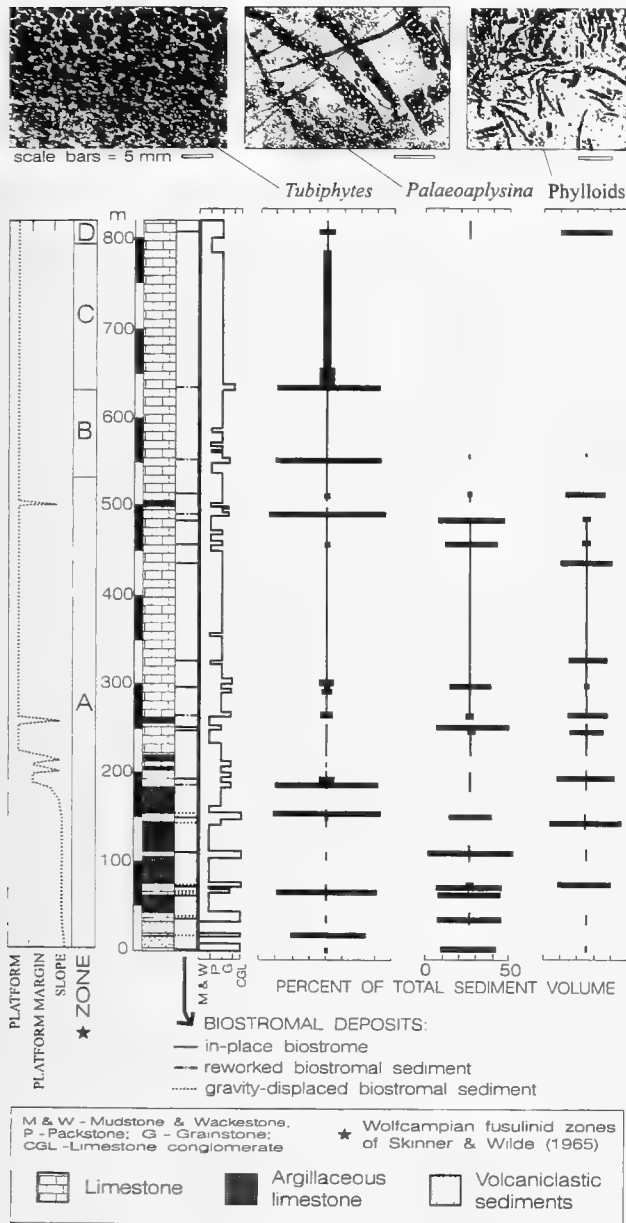 scale bars = 5 mm
Tubiphytes
Palaeoaplysina
Phylloids
m
D
C
B
A
800
700
600
500
400
300
200
100
0
PLATFORM
PLATFORM MARGIN
SLOPE
ZONE
★
M & W
P
G
CGL
0
50
PERCENT OF TOTAL SEDIMENT VOLUME
BIOSTROMAL DEPOSITS:
in-place biostrome
reworked biostromal sediment
gravity-displaced biostromal sediment
M & W - Mudstone & Wackestone,
P - Packstone; G - Grainstone;
CGL - Limestone conglomerate
★ Wolfcampian fusulinid zones
of Skinner & Wilde (1965)
Limestone
Argillaceous
limestone
Volcaniclastic
sediments